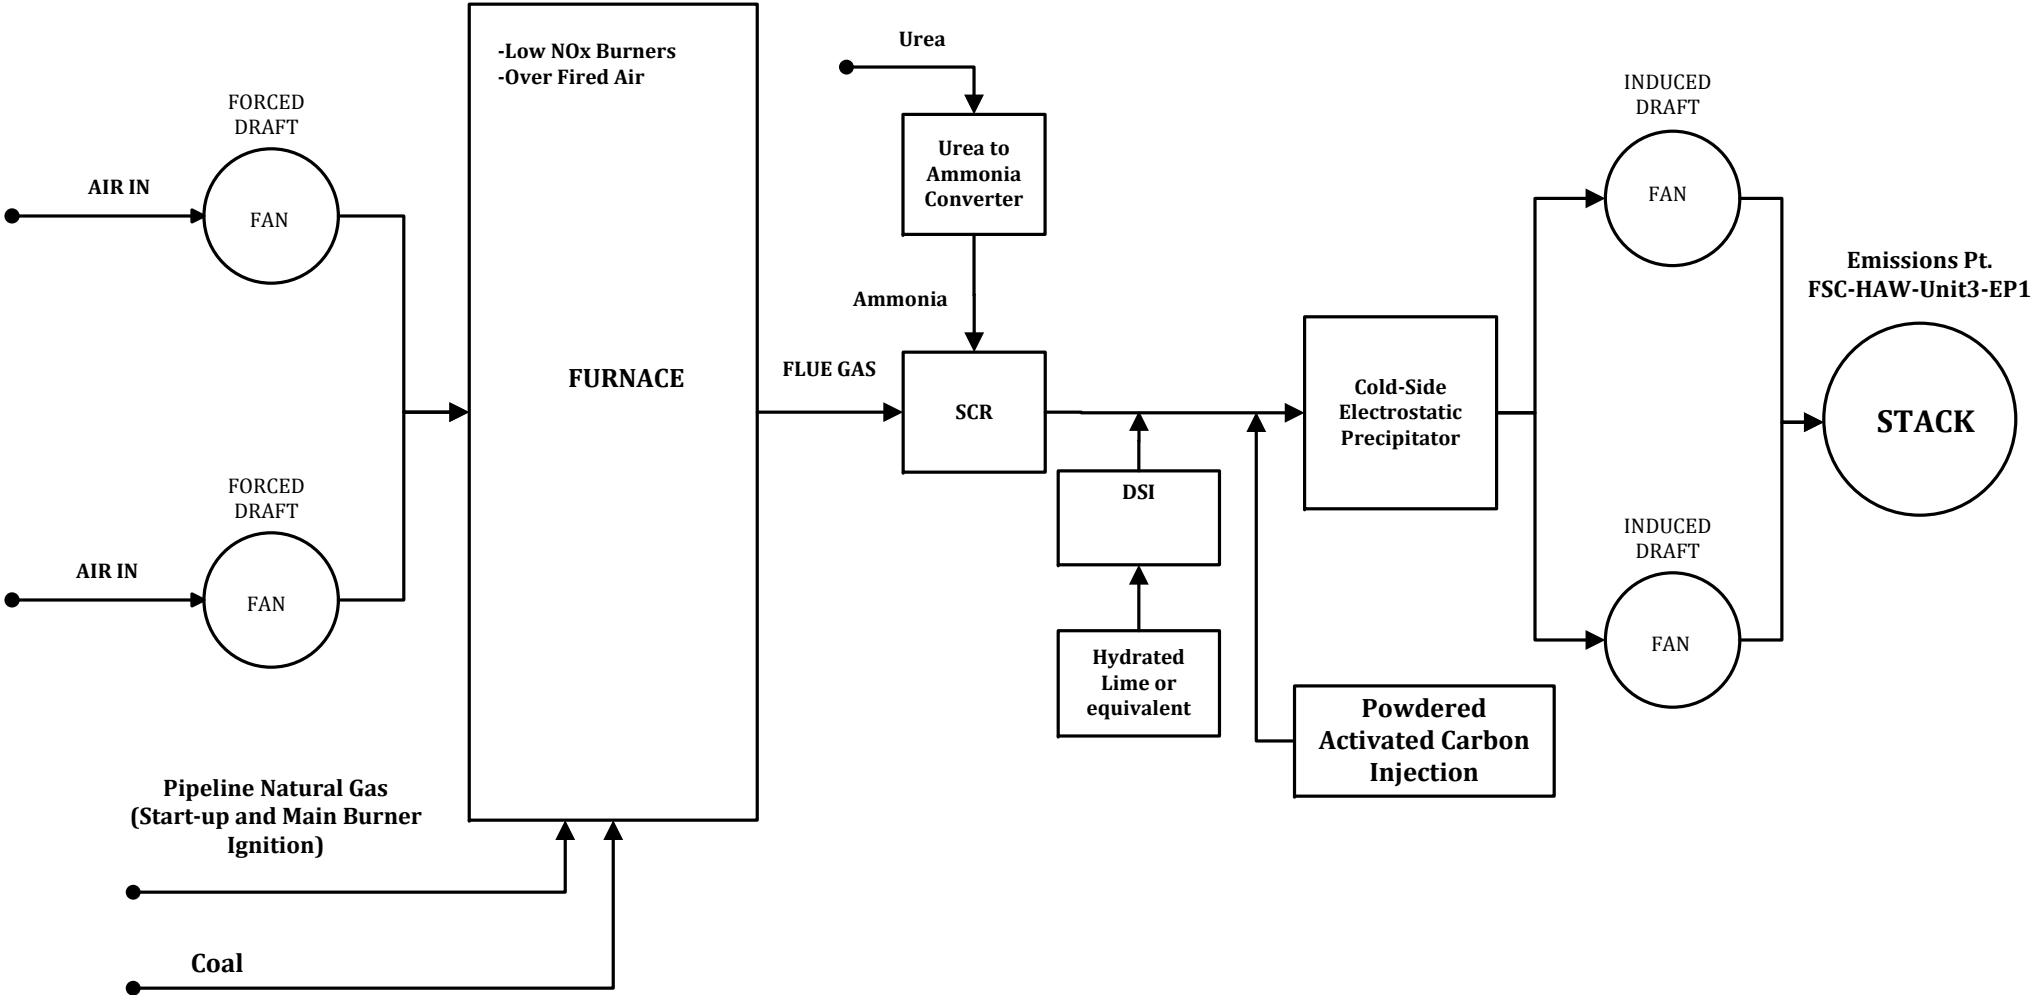 -Low NOx Burners
-Over Fired Air
Urea
FORCED
DRAFT
AIR IN
FAN
Urea to
Ammonia
Converter
INDUCED
DRAFT
FAN
Emissions Pt.
FSC-HAW-Unit3-EP1
STACK
Ammonia
FURNACE
FLUE GAS
SCR
Cold-Side
Electrostatic
Precipitator
FORCED
DRAFT
AIR IN
FAN
DSI
INDUCED
DRAFT
FAN
Hydrated
Lime or
equivalent
Powdered
Activated Carbon
Injection
Pipeline Natural Gas
(Start-up and Main Burner
Ignition)
Coal